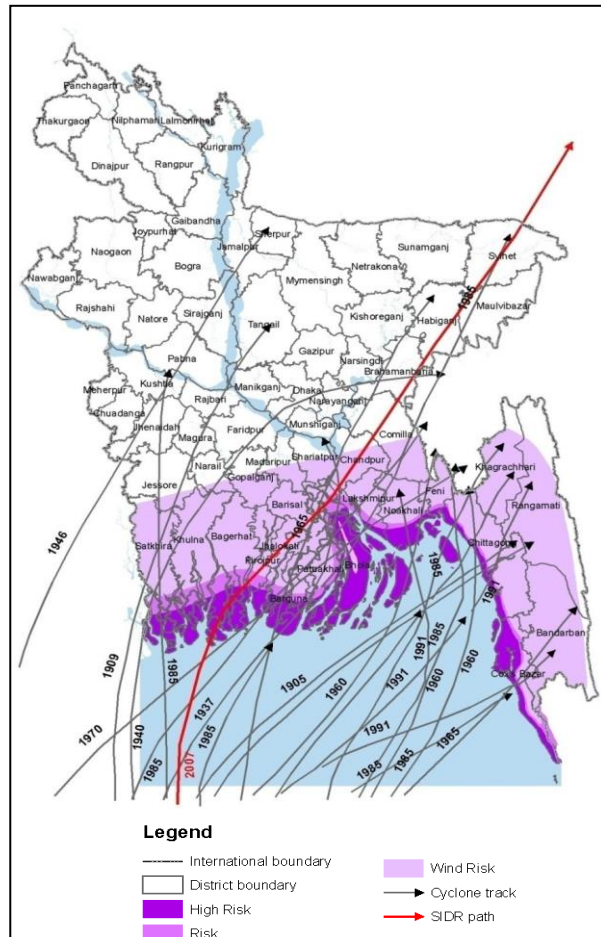 Panchagarh
Thakurgaon
Nilphamari
Lalmonirhat
Kurigram
Dinajpur
Rangpur
Gaibandha
Joypurhat
Sherpur
Jamalpur
Naogaon
Bogra
Mymensingh
Netrakona
Sunamganj
Sylhet
Nawabganj
Rajshahi
Natore
Sirajganj
Tangail
Kishoreganj
Habiganj
Maulvibazar
1985
Pabna
Gazipur
Narsingdi
Brahamanbaria
Kushtia
Meherpur
Chuadanga
Rajbari
Manikganj
Dhaka
Narayanganj
Jhenaidah
Magura
Faridpur
Munshiganj
Comilla
Narail
Madaripur
Shariatpur
Chandpur
Gopalganj
Jessore
Khagrachhari
Barisal
Lakshmipur
Feni
Noakhali
Rangamati
1965
1946
Satkhira
Khulna
Bagerhat
Jhalokati
Pirojpur
Patuakhali
Bhola
Chittagong
Barguna
1985
1991
Bandarban
Cox's Bazar
1909
1985
1905
1991
1985
1960
1970
1940
1937
1985
1960
1991
1960
1991
1985
2007
1985
1985
1985
1965
Legend
International boundary
District boundary
High Risk
Risk
Wind Risk
Cyclone track
SIDR path